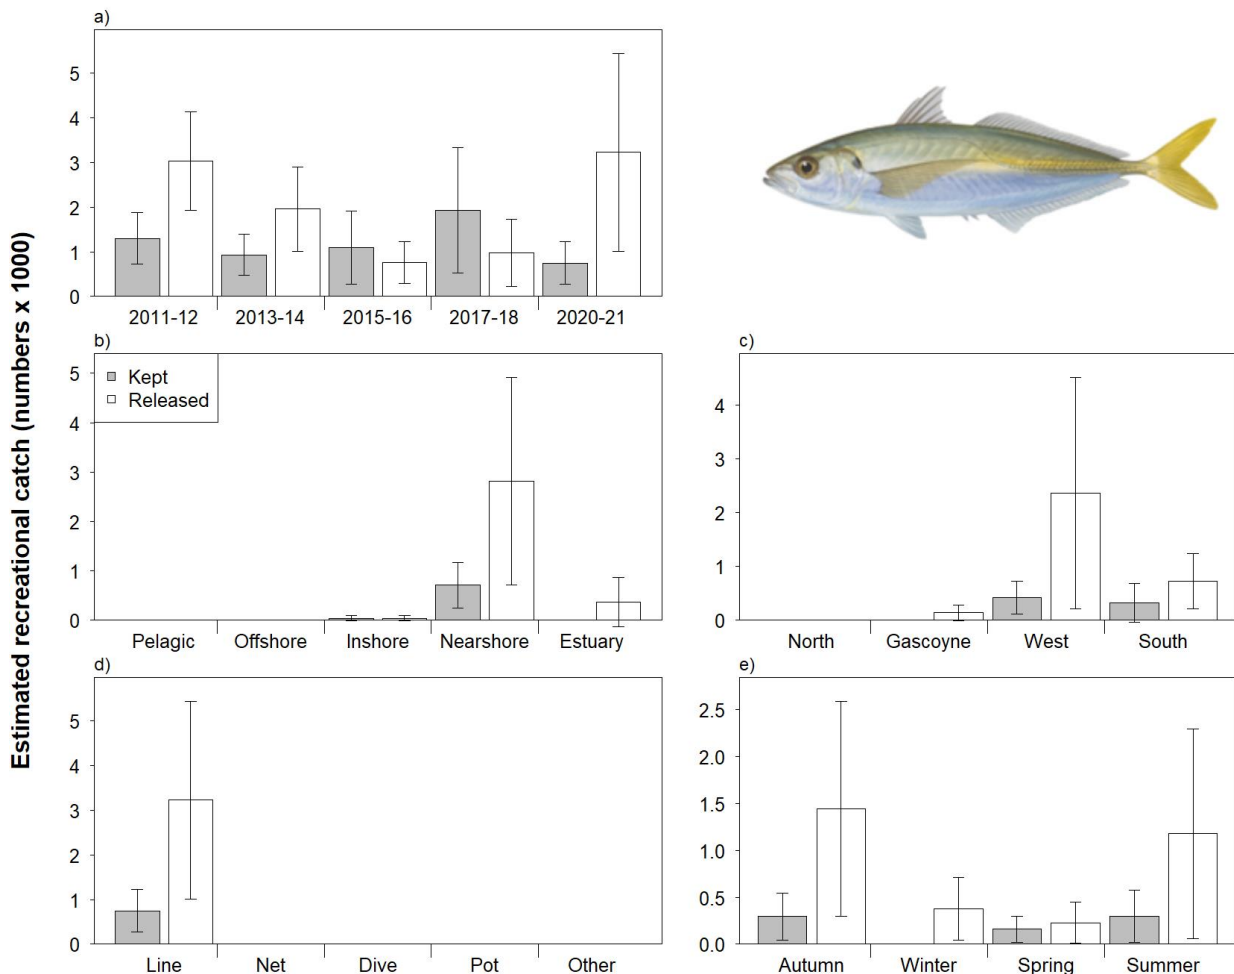 Estimated recreational catch (numbers x 1000)
a)
5
4
3
2
1
0
2011-12 2013-14 2015-16 2017-18 2020-21
b)
Kept
Released
5
4
3
2
1
0
Pelagic Offshore Inshore Nearshore Estuary
c)
4
3
2
1
0
North Gascoyne West South
d)
5
4
3
2
1
0
Line Net Dive Pot Other
e)
2.5
2.0
1.5
1.0
0.5
0.0
Autumn Winter Spring Summer